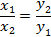 x₁/x₂ = y₂/y₁